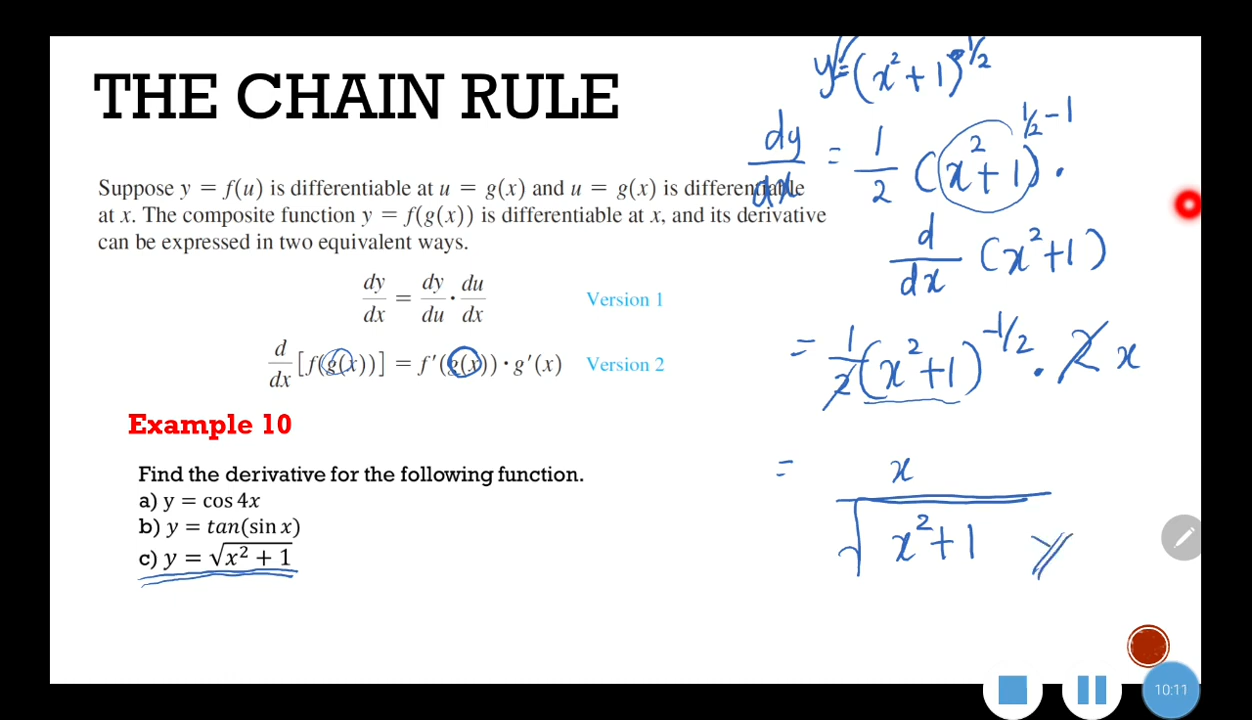 THE CHAIN RULE
Suppose y = f(u) is differentiable at u = g(x) and u = g(x) is differentiable
at x. The composite function y = f(g(x)) is differentiable at x, and its derivative
can be expressed in two equivalent ways.
dy/dx = dy/du · du/dx Version 1
d/dx [f(g(x))] = f'(g(x)) · g'(x) Version 2
Example 10
Find the derivative for the following function.
a) y = cos 4x
b) y = tan(sin x)
c) y = √(x² + 1)
y = (x² + 1)^1/2
dy/dx = 1/2 (x² + 1)^1/2 - 1 ·
d/dx (x² + 1)
= 1/2 (x² + 1)^-1/2 · 2x
= x/√(x² + 1)
10:11